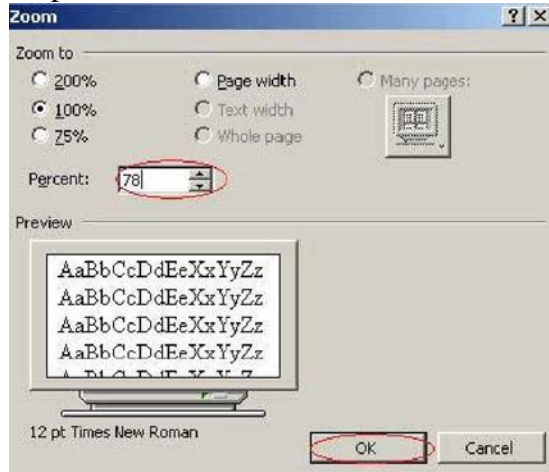 Zoom
Zoom to
200% Page width Many pages:
100% Text width
75% Whole page
Percent: 78
Preview
AaBbCcDdEeXxYyZz
AaBbCcDdEeXxYyZz
AaBbCcDdEeXxYyZz
AaBbCcDdEeXxYyZz
12 pt Times New Roman
OK Cancel